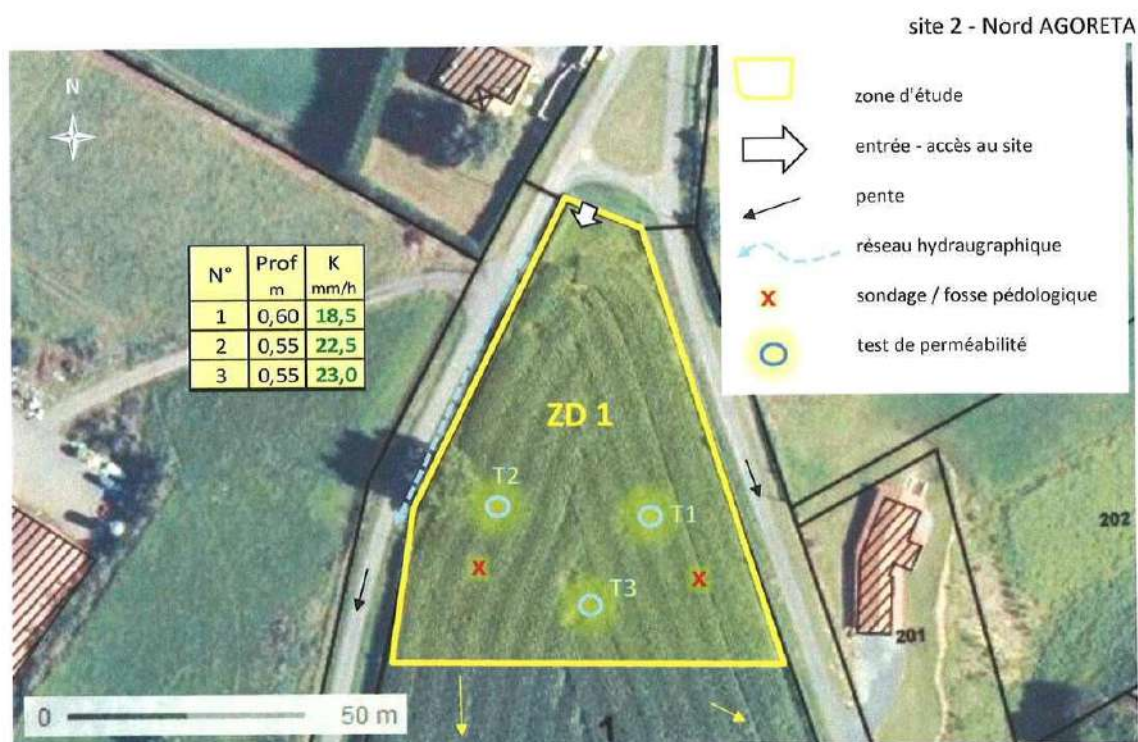 site 2 - Nord AGORETA
N
zone d'étude
entrée - accès au site
pente
réseau hydraugraphique
sondage / fosse pédologique
test de perméabilité
N° Prof m K mm/h
1 0,60 18,5
2 0,55 22,5
3 0,55 23,0
ZD 1
T2
T1
T3
202
201
1
0 50 m